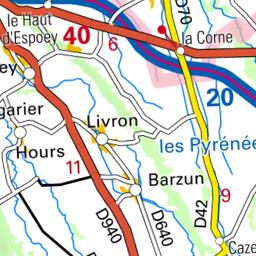 le Haut
d'Espoey
40
6
D70
la Corne
ey
20
garier
Livron
les Pyrénée
Hours
11
Barzun
9
D42
D940
D640
Caze